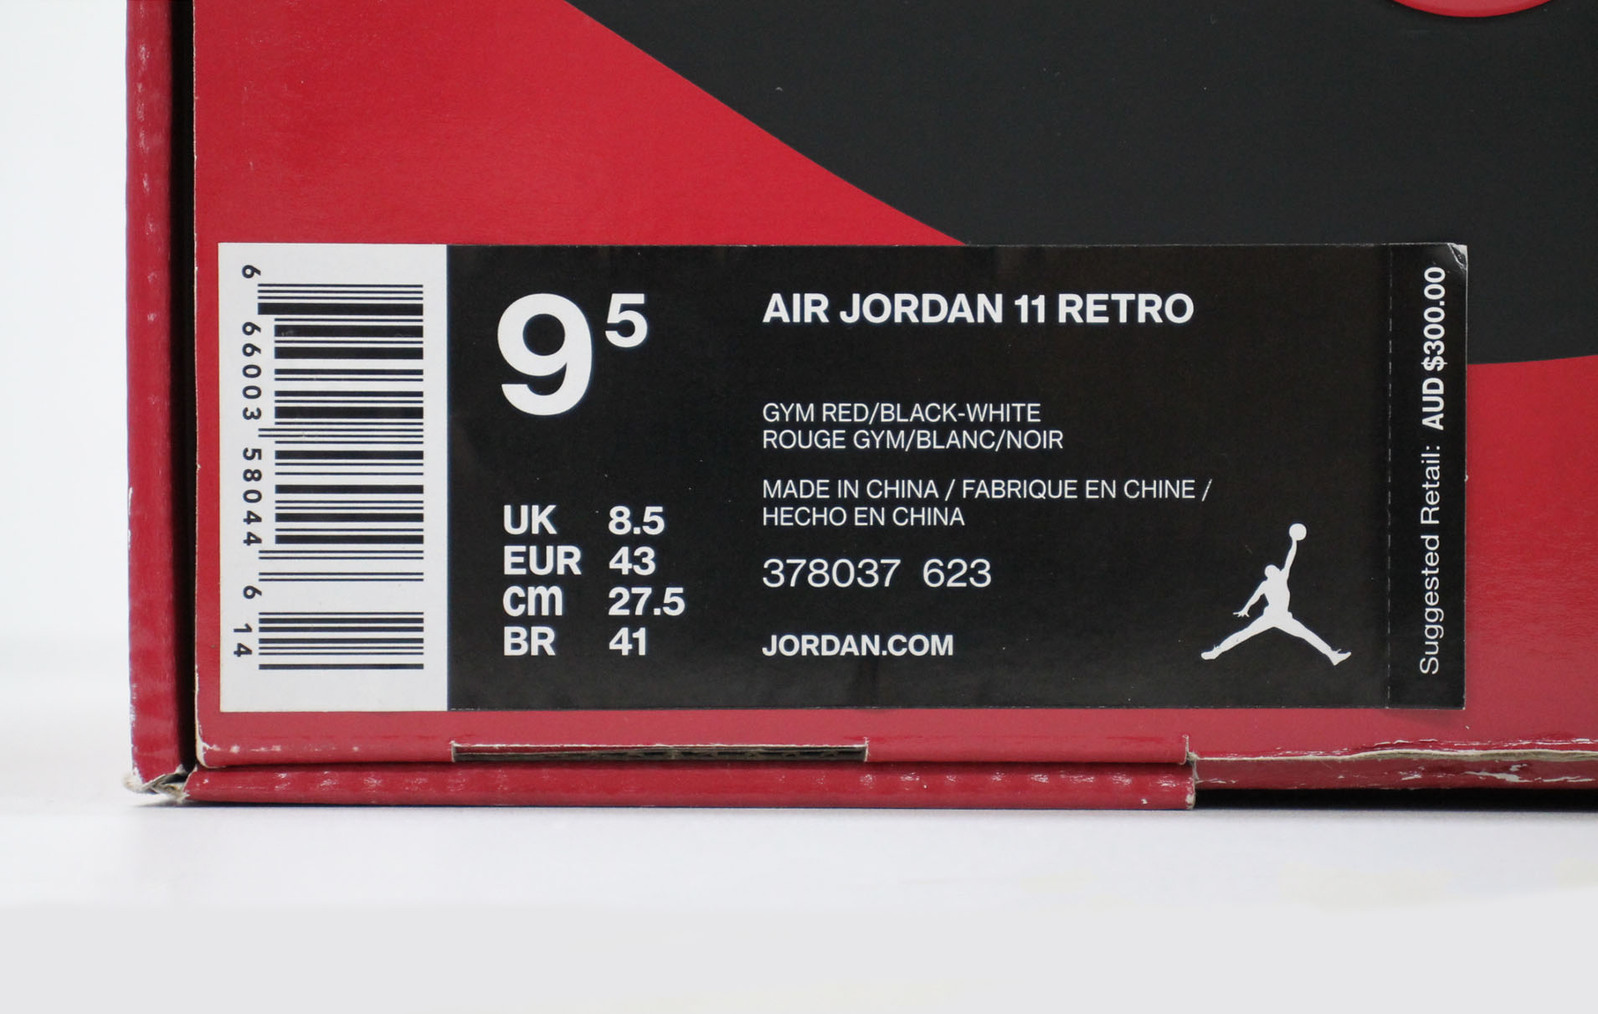 6 66003 58044 6 14
9 5
UK 8.5
EUR 43
cm 27.5
BR 41
AIR JORDAN 11 RETRO
GYM RED/BLACK-WHITE
ROUGE GYM/BLANC/NOIR
MADE IN CHINA / FABRIQUE EN CHINE /
HECHO EN CHINA
378037 623
JORDAN.COM
Suggested Retail: AUD $300.00